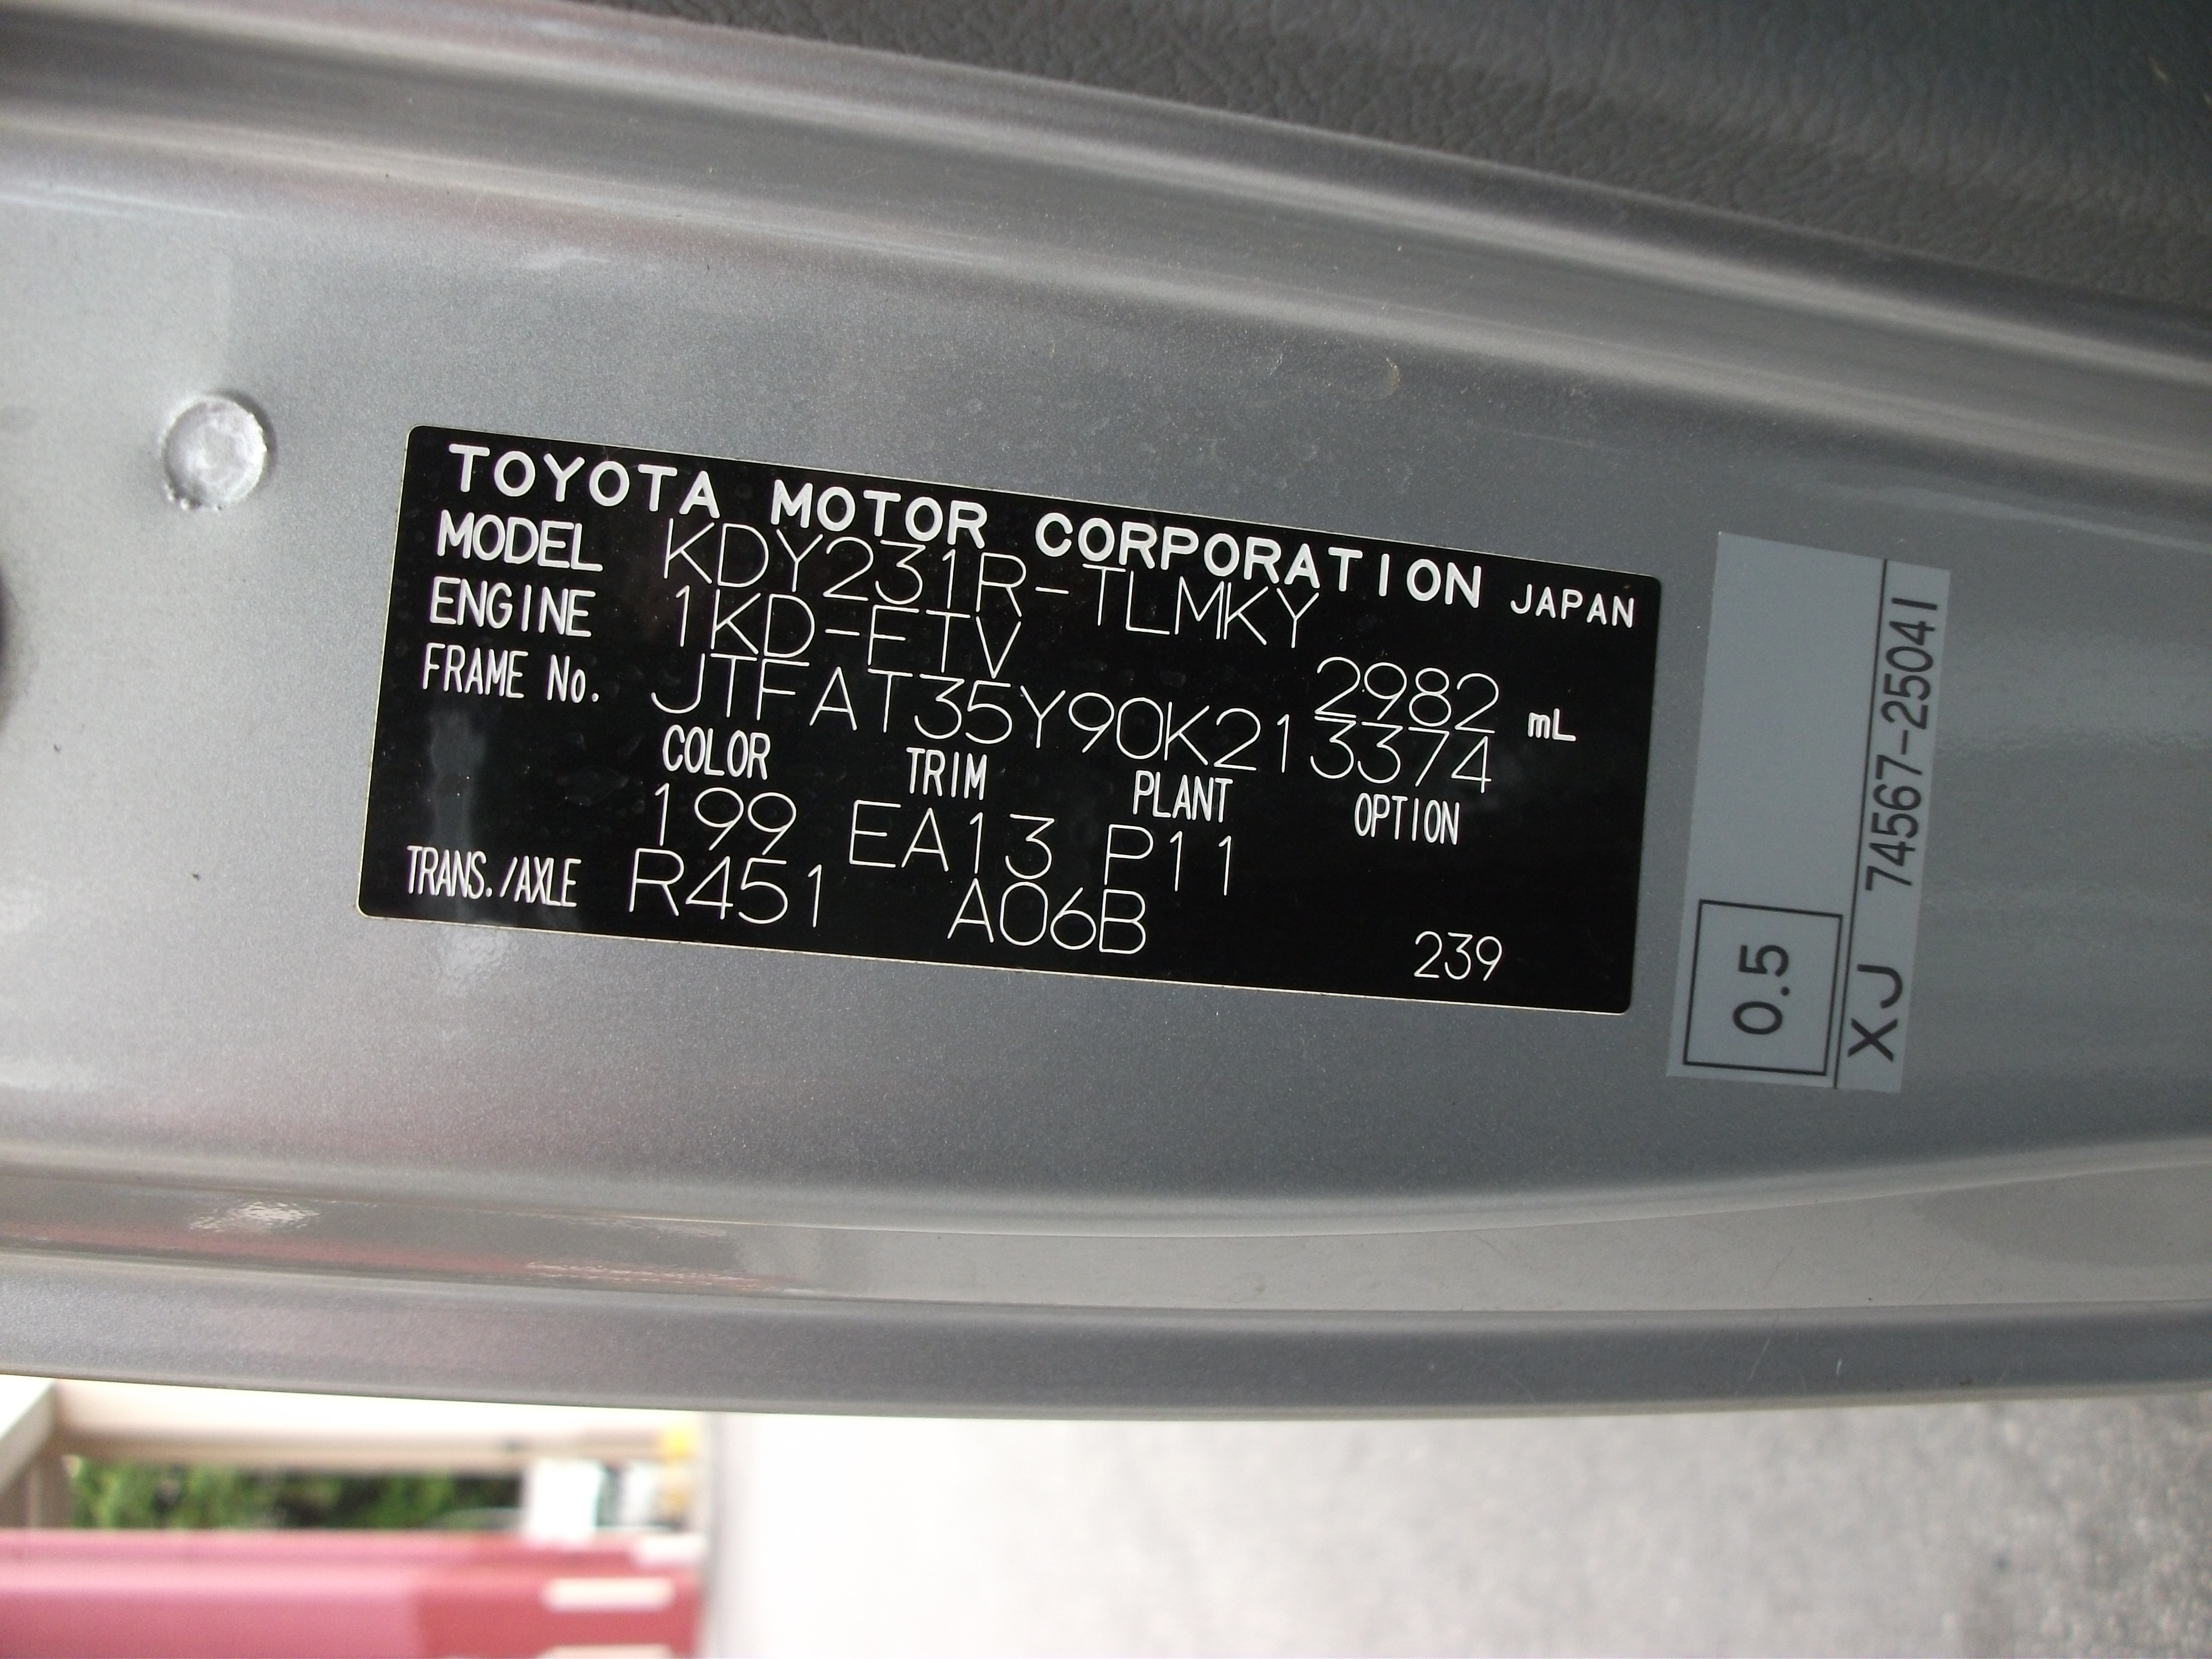 TOYOTA MOTOR CORPORATION JAPAN
MODEL KDY231R-TLMKY
ENGINE 1KD-FTV 2982 mL
FRAME No. JTFAT35Y90K213374
COLOR TRIM PLANT OPTION
199 EA13 P11
TRANS./AXLE R451 A06B
239
0.5
XJ 74567-25041